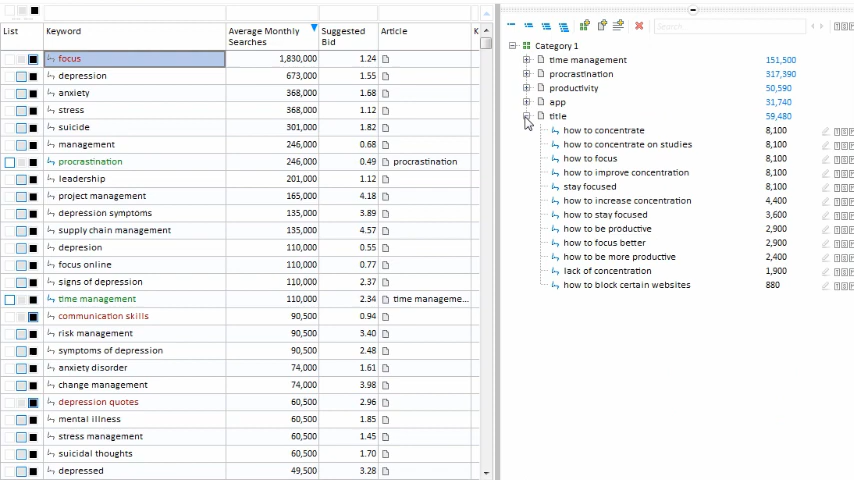 List Keyword Average Monthly Searches Suggested Bid Article K
focus 1,830,000 1.24
depression 673,000 1.55
anxiety 368,000 1.68
stress 368,000 1.12
suicide 301,000 1.82
management 246,000 0.68
procrastination 246,000 0.49 procrastination
leadership 201,000 1.12
project management 165,000 4.18
depression symptoms 135,000 3.89
supply chain management 135,000 4.57
depresion 110,000 0.55
focus online 110,000 0.77
signs of depression 110,000 2.37
time management 110,000 2.34 time manageme...
communication skills 90,500 0.94
risk management 90,500 3.40
symptoms of depression 90,500 2.48
anxiety disorder 74,000 1.61
change management 74,000 3.98
depression quotes 60,500 2.96
mental illness 60,500 1.85
stress management 60,500 1.45
suicidal thoughts 60,500 1.70
depressed 49,500 3.28
Search...
Category 1
time management 151,500
procrastination 317,390
productivity 50,590
app 31,740
title 59,480
how to concentrate 8,100
how to concentrate on studies 8,100
how to focus 8,100
how to improve concentration 8,100
stay focused 8,100
how to increase concentration 4,400
how to stay focused 3,600
how to be productive 2,900
how to focus better 2,900
how to be more productive 2,400
lack of concentration 1,900
how to block certain websites 880